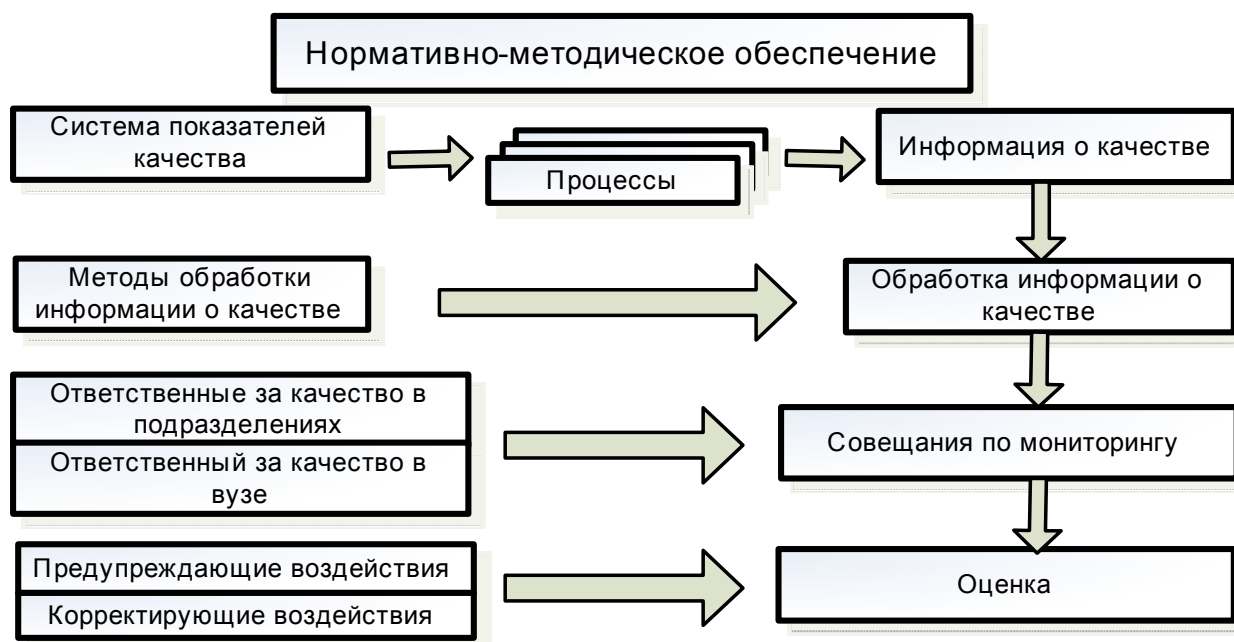 Нормативно-методическое обеспечение
Система показателей
качества
Процессы
Информация о качестве
Методы обработки
информации о качестве
Обработка информации о
качестве
Ответственные за качество в
подразделениях
Ответственный за качество в
вузе
Совещания по мониторингу
Предупреждающие воздействия
Корректирующие воздействия
Оценка